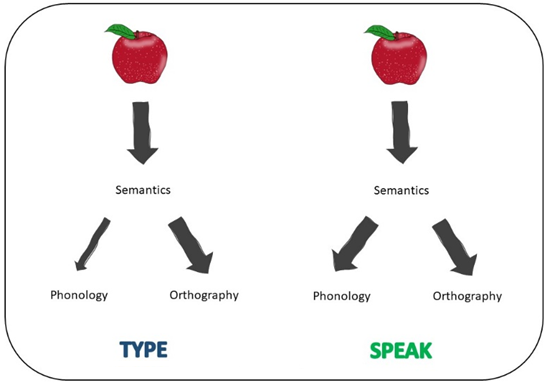 Semantics
Phonology
Orthography
TYPE
Semantics
Phonology
Orthography
SPEAK